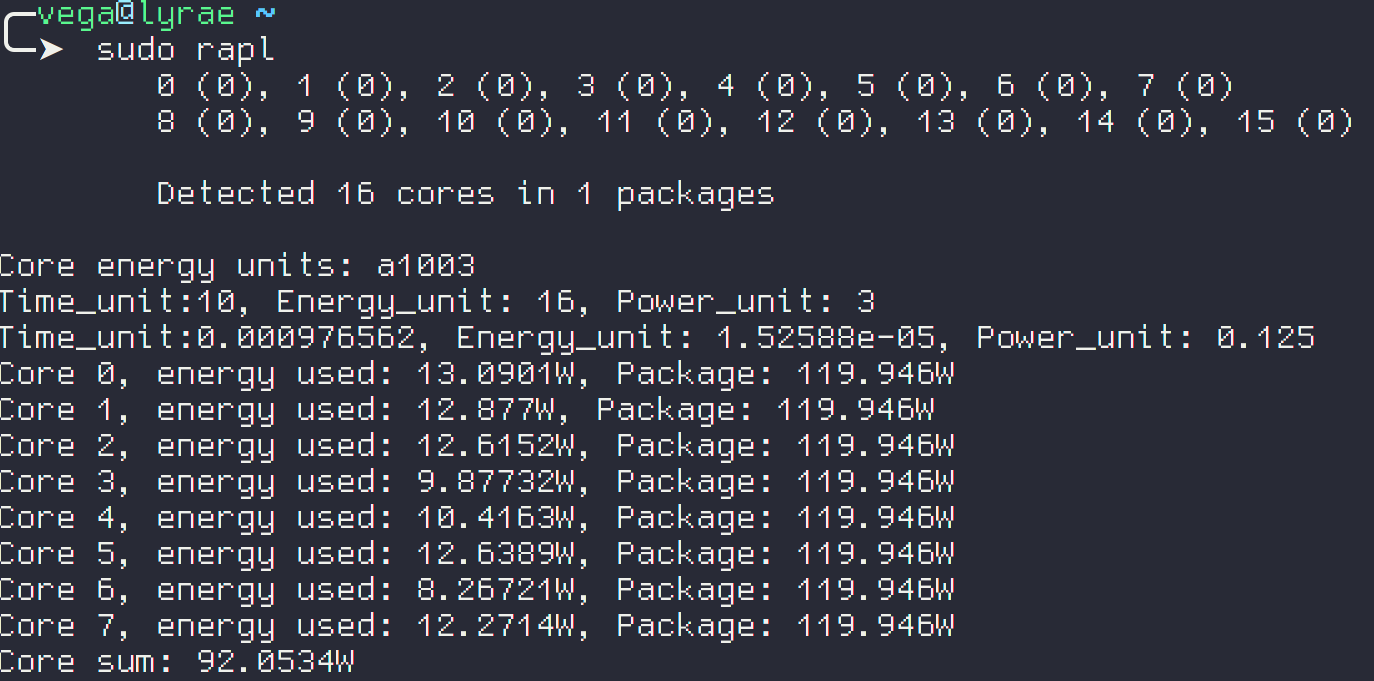 vega@lyrae ~
➤ sudo rapl
0 (0), 1 (0), 2 (0), 3 (0), 4 (0), 5 (0), 6 (0), 7 (0)
8 (0), 9 (0), 10 (0), 11 (0), 12 (0), 13 (0), 14 (0), 15 (0)
Detected 16 cores in 1 packages
Core energy units: a1003
Time_unit:10, Energy_unit: 16, Power_unit: 3
Time_unit:0.000976562, Energy_unit: 1.52588e-05, Power_unit: 0.125
Core 0, energy used: 13.0901W, Package: 119.946W
Core 1, energy used: 12.877W, Package: 119.946W
Core 2, energy used: 12.6152W, Package: 119.946W
Core 3, energy used: 9.87732W, Package: 119.946W
Core 4, energy used: 10.4163W, Package: 119.946W
Core 5, energy used: 12.6389W, Package: 119.946W
Core 6, energy used: 8.26721W, Package: 119.946W
Core 7, energy used: 12.2714W, Package: 119.946W
Core sum: 92.0534W